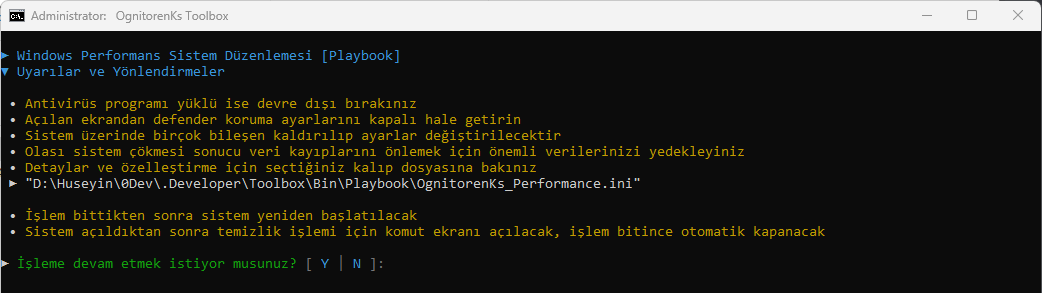 Administrator: OgnitorenKs Toolbox
► Windows Performans Sistem Düzenlemesi [Playbook]
▼ Uyarılar ve Yönlendirmeler
• Antivirüs programı yüklü ise devre dışı bırakınız
• Açılan ekrandan defender koruma ayarlarını kapalı hale getirin
• Sistem üzerinde birçok bileşen kaldırılıp ayarlar değiştirilecektir
• Olası sistem çökmesi sonucu veri kayıplarını önlemek için önemli verilerinizi yedekleyiniz
• Detaylar ve özelleştirme için seçtiğiniz kalıp dosyasına bakınız
► "D:\Huseyin\0Dev\.Developer\Toolbox\Bin\Playbook\OgnitorenKs_Performance.ini"
• İşlem bittikten sonra sistem yeniden başlatılacak
• Sistem açıldıktan sonra temizlik işlemi için komut ekranı açılacak, işlem bitince otomatik kapanacak
► İşleme devam etmek istiyor musunuz? [ Y │ N ]: